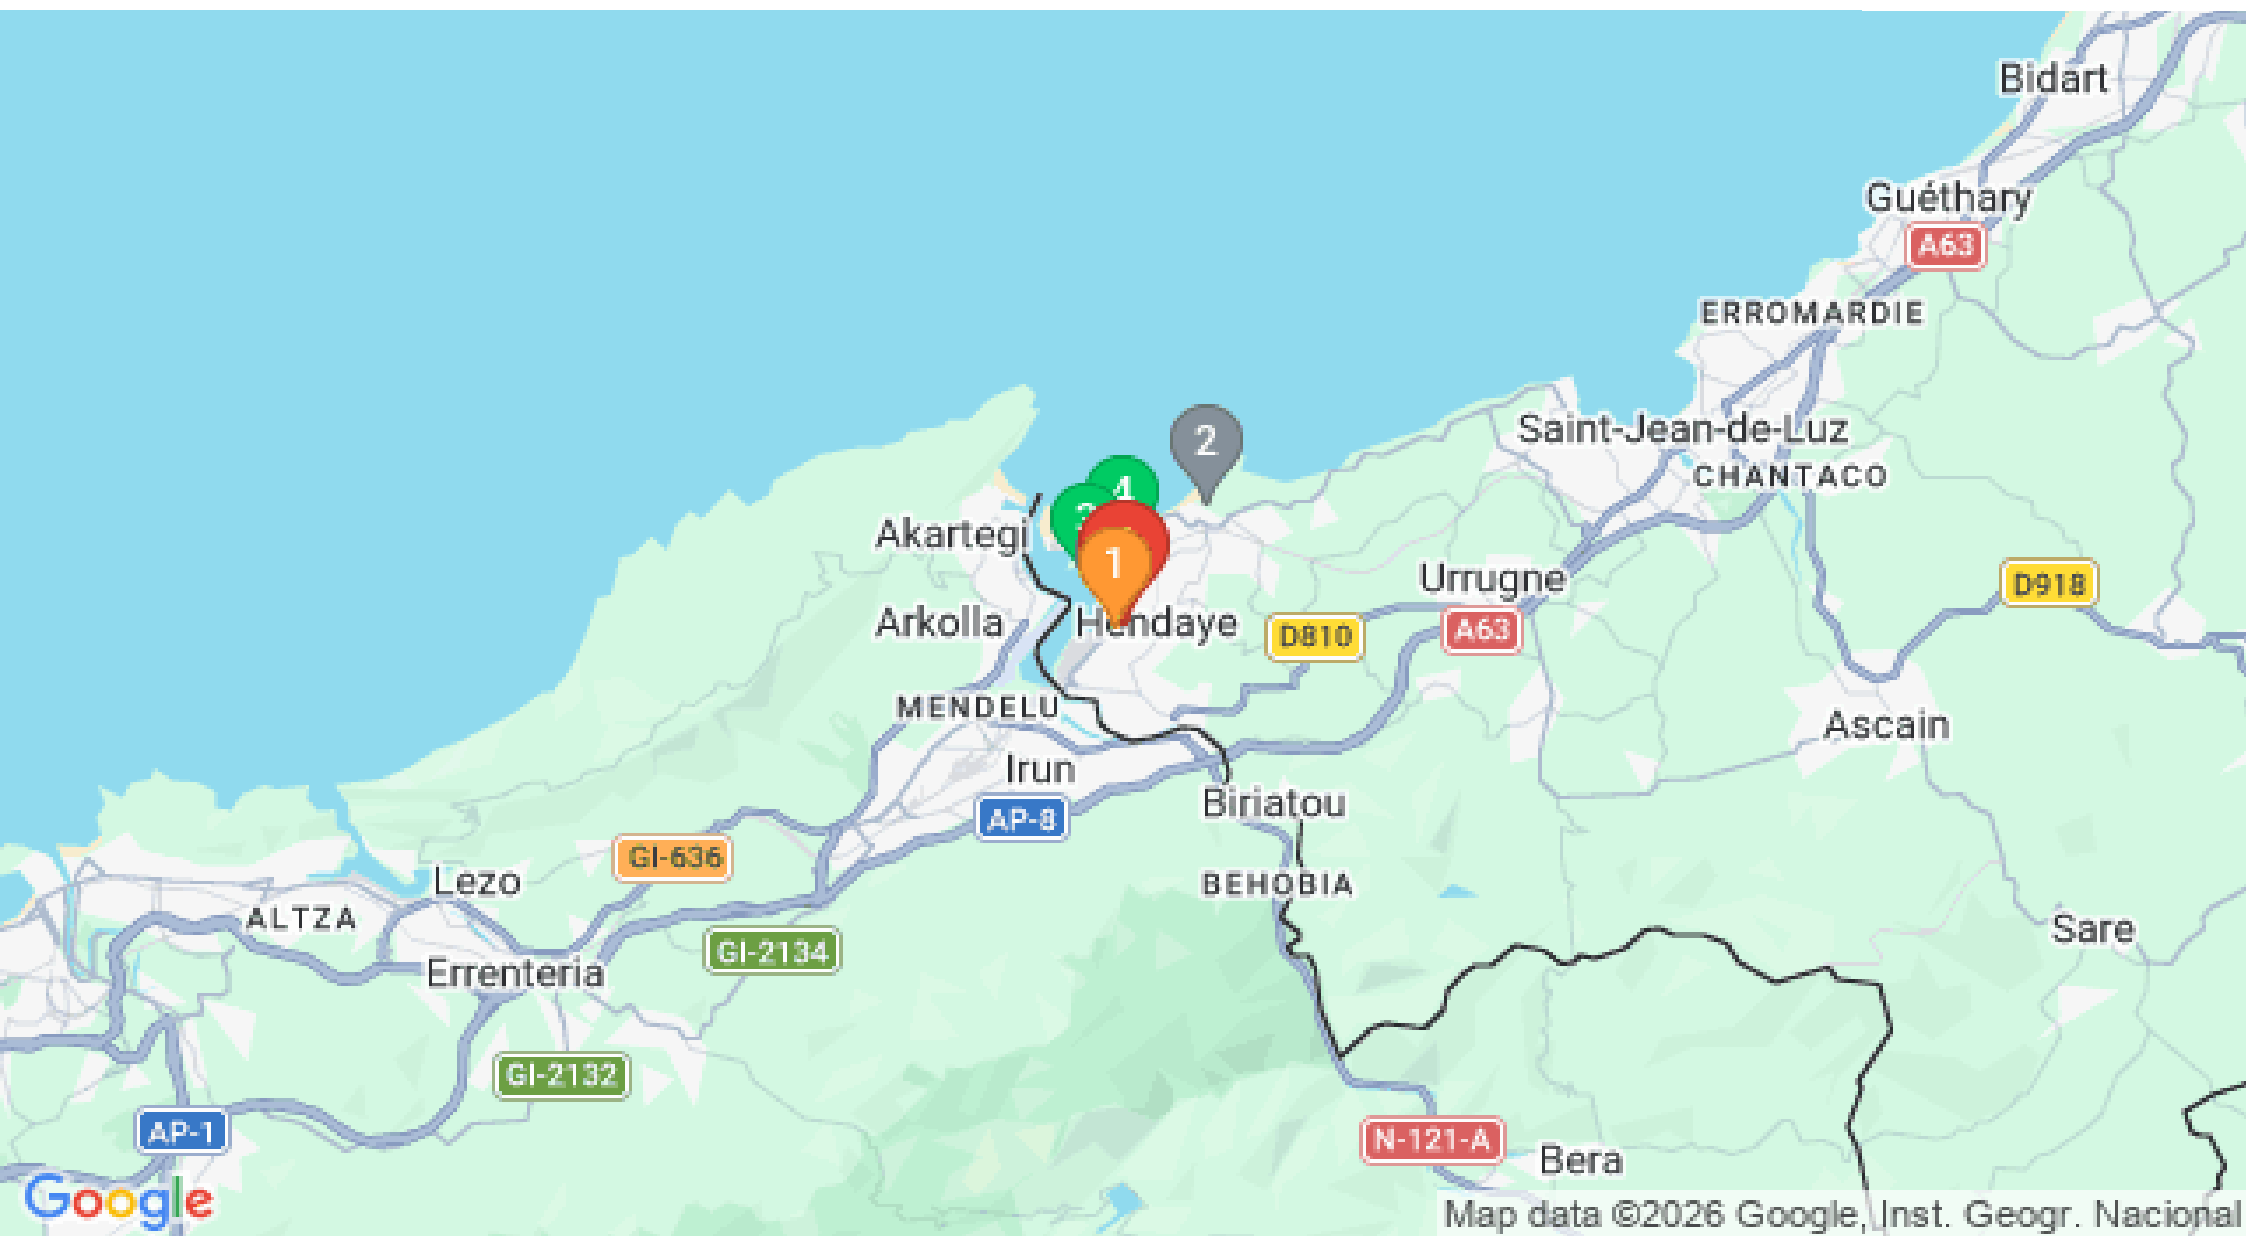 Bidart
Guéthary
A63
ERROMARDIE
2
Saint-Jean-de-Luz
4
CHANTACO
3
Akartegi
1
Urrugne
D918
Arkolla
Hendaye
D810
A63
MENDELU
Ascain
Irun
Biriatou
AP-8
GI-636
Lezo
BEHOBIA
ALTZA
Sare
GI-2134
Errenteria
GI-2132
AP-1
N-121-A
Bera
Google
Map data ©2026 Google, Inst. Geogr. Nacional